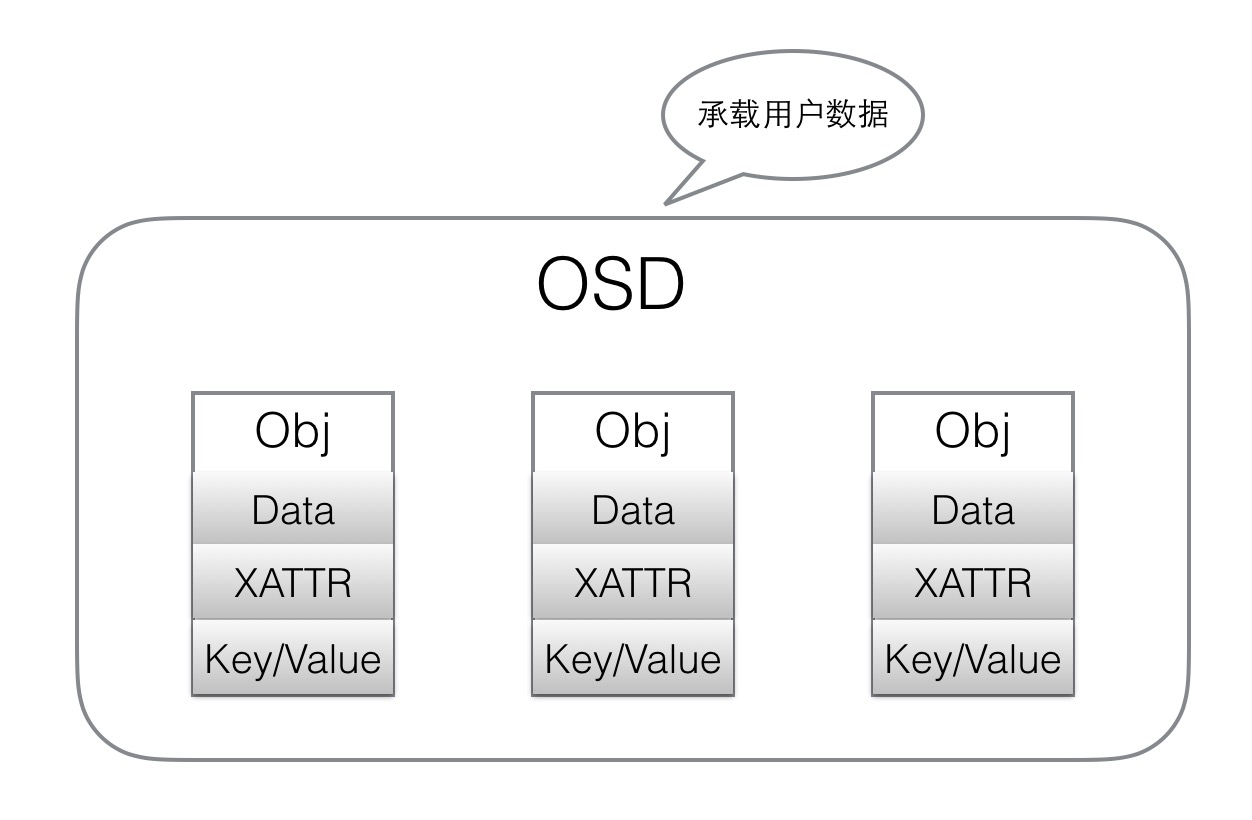 承载用户数据
OSD
Obj
Obj
Obj
Data
Data
Data
XATTR
XATTR
XATTR
Key/Value
Key/Value
Key/Value